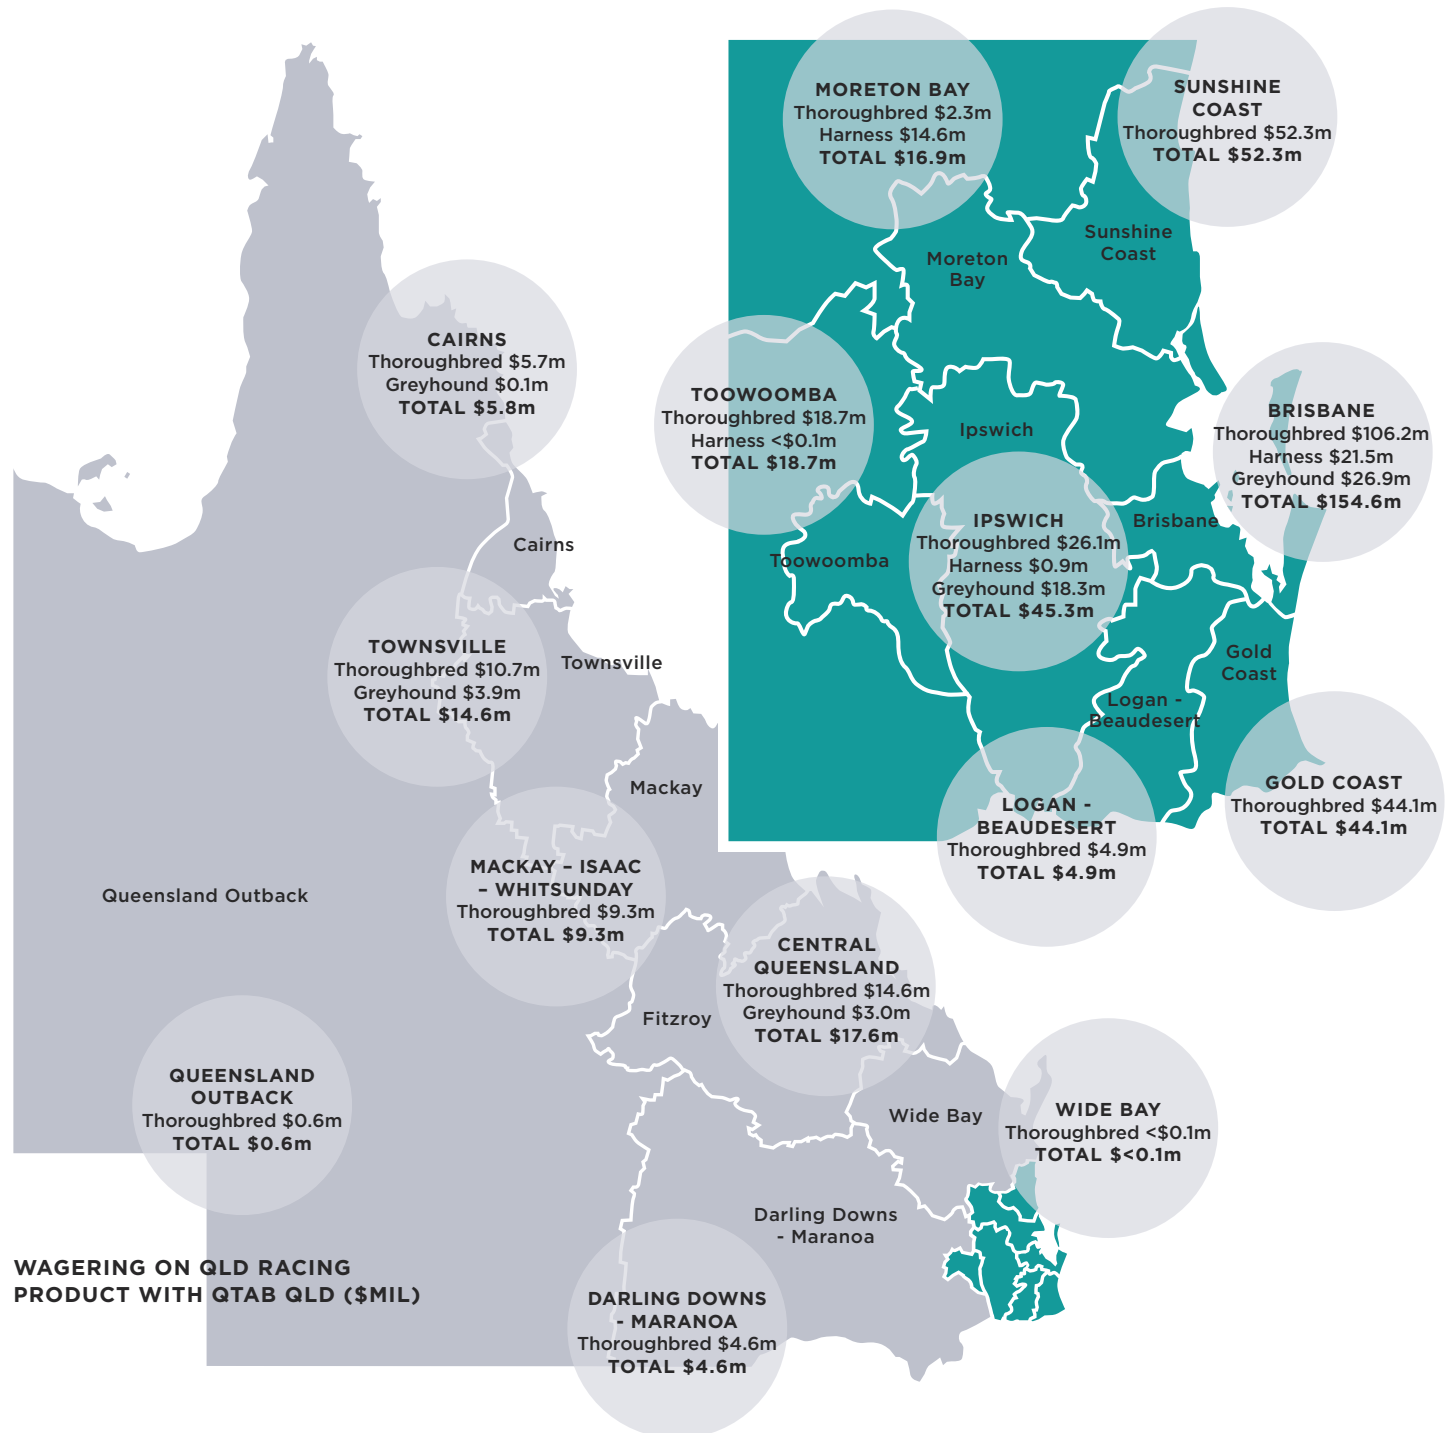 MORETON BAY
Thoroughbred $2.3m
Harness $14.6m
TOTAL $16.9m
SUNSHINE
COAST
Thoroughbred $52.3m
TOTAL $52.3m
Sunshine
Coast
Moreton
Bay
CAIRNS
Thoroughbred $5.7m
Greyhound $0.1m
TOTAL $5.8m
TOOWOOMBA
Thoroughbred $18.7m
Harness <$0.1m
TOTAL $18.7m
Ipswich
BRISBANE
Thoroughbred $106.2m
Harness $21.5m
Greyhound $26.9m
TOTAL $154.6m
Cairns
Toowoomba
IPSWICH
Thoroughbred $26.1m
Harness $0.9m
Greyhound $18.3m
TOTAL $45.3m
Brisbane
TOWNSVILLE
Thoroughbred $10.7m
Greyhound $3.9m
TOTAL $14.6m
Townsville
Gold
Coast
Logan -
Beaudesert
Mackay
LOGAN -
BEAUDESERT
Thoroughbred $4.9m
TOTAL $4.9m
GOLD COAST
Thoroughbred $44.1m
TOTAL $44.1m
Queensland Outback
MACKAY – ISAAC
– WHITSUNDAY
Thoroughbred $9.3m
TOTAL $9.3m
CENTRAL
QUEENSLAND
Thoroughbred $14.6m
Greyhound $3.0m
TOTAL $17.6m
Fitzroy
QUEENSLAND
OUTBACK
Thoroughbred $0.6m
TOTAL $0.6m
Wide Bay
WIDE BAY
Thoroughbred <$0.1m
TOTAL $<0.1m
Darling Downs
- Maranoa
WAGERING ON QLD RACING
PRODUCT WITH QTAB QLD ($MIL)
DARLING DOWNS
- MARANOA
Thoroughbred $4.6m
TOTAL $4.6m